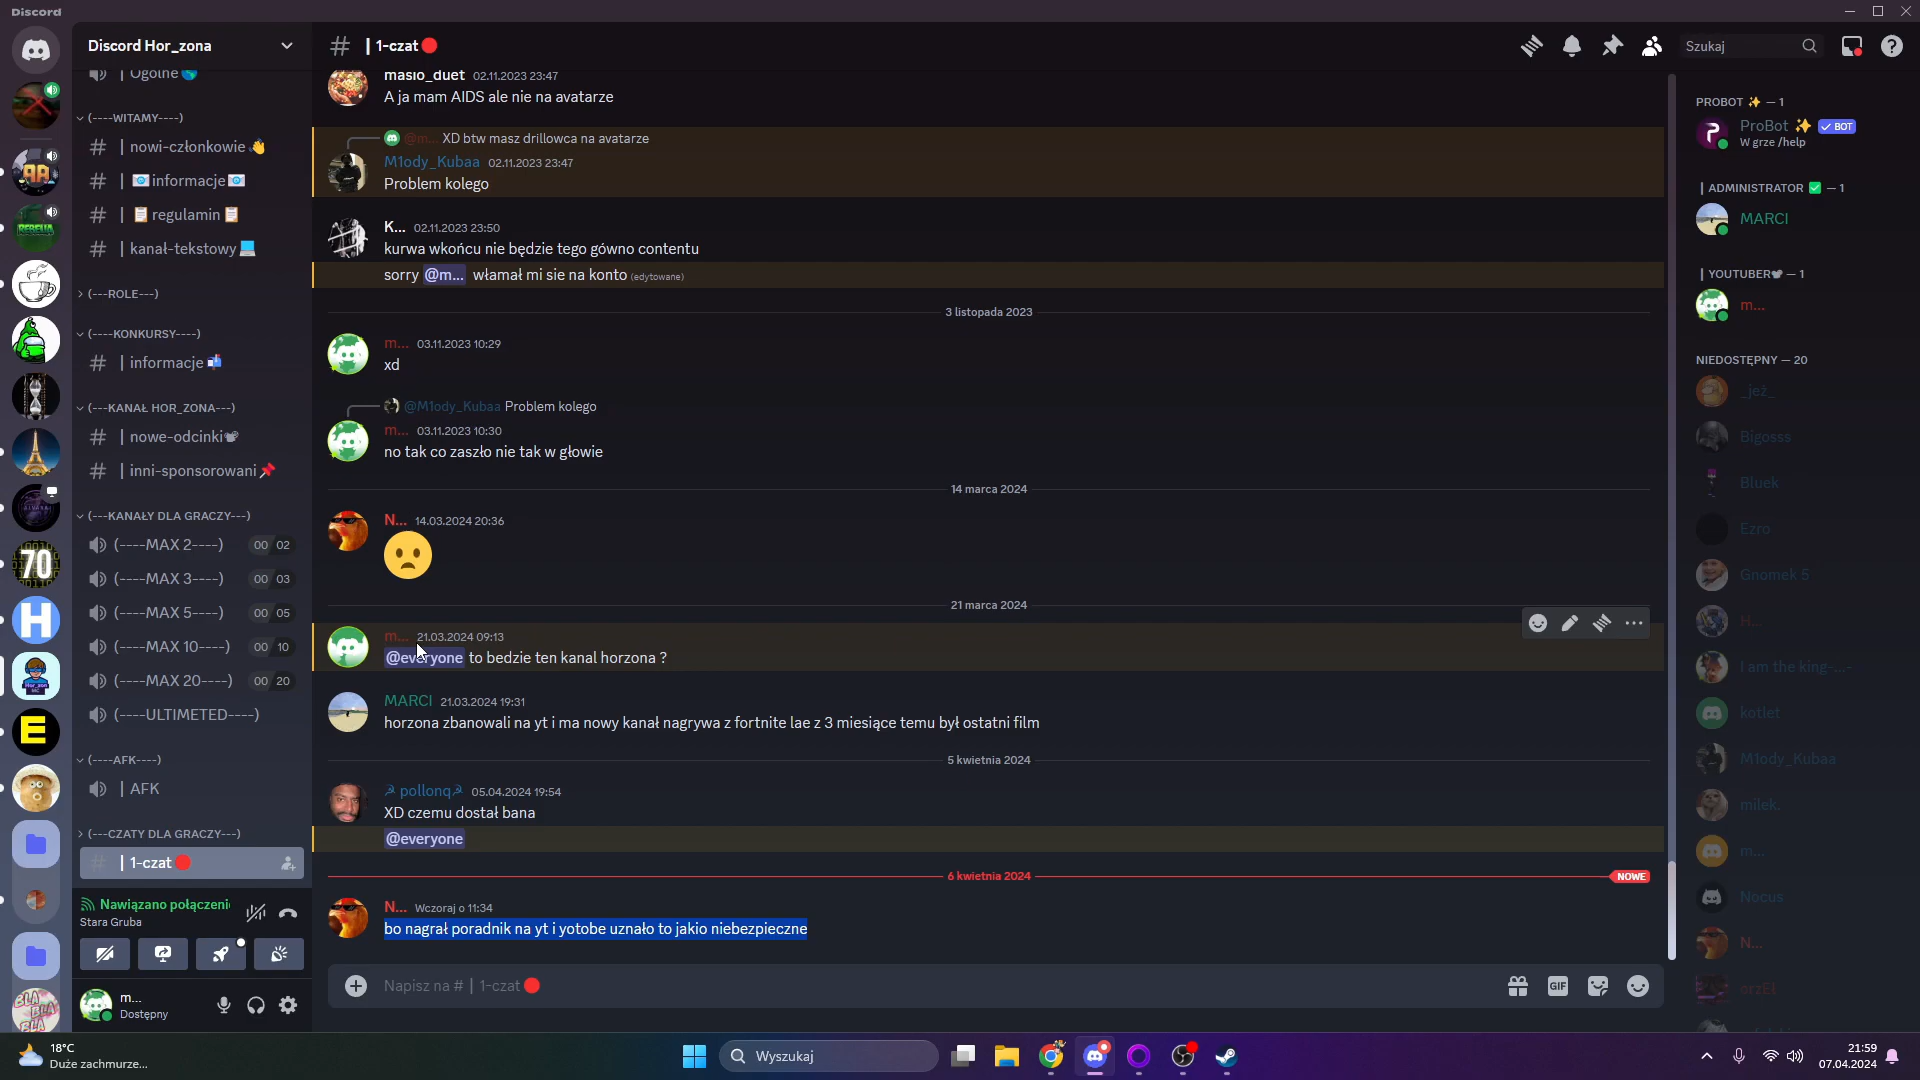 Discord
Discord Hor_zona
| Ogólne
(----WITAMY----)
| nowi-członkowie
| informacje
| regulamin
| kanał-tekstowy
(---ROLE---)
(----KONKURSY----)
| informacje
(---KANAŁ HOR_ZONA---)
| nowe-odcinki
| inni-sponsorowani
(---KANAŁY DLA GRACZY---)
(----MAX 2----) 00 02
(----MAX 3----) 00 03
(----MAX 5----) 00 05
(----MAX 10----) 00 10
(----MAX 20----) 00 20
(----ULTIMETED----)
(----AFK----)
| AFK
(---CZATY DLA GRACZY---)
| 1-czat
Nawiązano połączeni
Stara Gruba
m...
Dostępny
REBELIA
70
H
E
BLA
BLA
BLA
| 1-czat
Szukaj
masio_duet 02.11.2023 23:47
A ja mam AIDS ale nie na avatarze
@m... XD btw masz drillowca na avatarze
M1ody_Kubaa 02.11.2023 23:47
Problem kolego
K... 02.11.2023 23:50
kurwa wkońcu nie będzie tego gówno contentu
sorry @m... włamał mi sie na konto (edytowane)
3 listopada 2023
m... 03.11.2023 10:29
xd
@M1ody_Kubaa Problem kolego
m... 03.11.2023 10:30
no tak co zaszło nie tak w głowie
14 marca 2024
N... 14.03.2024 20:36
21 marca 2024
m... 21.03.2024 09:13
@everyone to bedzie ten kanal horzona ?
MARCI 21.03.2024 19:31
horzona zbanowali na yt i ma nowy kanał nagrywa z fortnite lae z 3 miesiące temu był ostatni film
5 kwietnia 2024
☭ pollonq☭ 05.04.2024 19:54
XD czemu dostał bana
@everyone
6 kwietnia 2024
NOWE
N... Wczoraj o 11:34
bo nagrał poradnik na yt i yotobe uznało to jakio niebezpieczne
Napisz na # | 1-czat
GIF
PROBOT ✨ — 1
ProBot ✨ ✓ BOT
W grze /help
| ADMINISTRATOR ✅ — 1
MARCI
| YOUTUBER — 1
m...
NIEDOSTĘPNY — 20
_jeż_
Bigosss
Bluek
Ezro
Gnomek 5
H...
I am the king-...-
kotlet
M1ody_Kubaa
milek.
m...
Nocus
N...
orzEł
18°C
Duże zachmurze...
Wyszukaj
21:59
07.04.2024